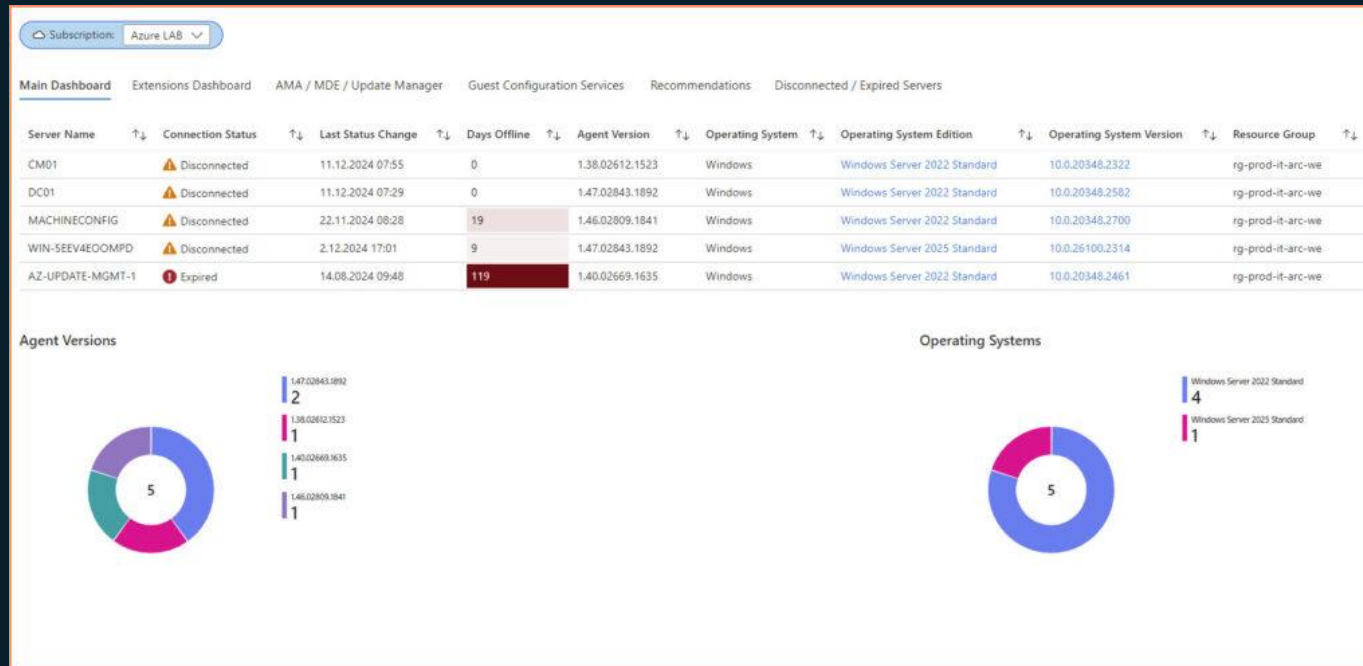 Subscription: Azure LAB
Main Dashboard Extensions Dashboard AMA / MDE / Update Manager Guest Configuration Services Recommendations Disconnected / Expired Servers
Server Name ↑↓ Connection Status ↑↓ Last Status Change ↑↓ Days Offline ↑↓ Agent Version ↑↓ Operating System ↑↓ Operating System Edition ↑↓ Operating System Version ↑↓ Resource Group ↑↓
CM01 Disconnected 11.12.2024 07:55 0 1.38.02612.1523 Windows Windows Server 2022 Standard 10.0.20348.2322 rg-prod-it-arc-we
DC01 Disconnected 11.12.2024 07:29 0 1.47.02843.1892 Windows Windows Server 2022 Standard 10.0.20348.2582 rg-prod-it-arc-we
MACHINECONFIG Disconnected 22.11.2024 08:28 19 1.46.02809.1841 Windows Windows Server 2022 Standard 10.0.20348.2700 rg-prod-it-arc-we
WIN-5EEV4EOOMPD Disconnected 2.12.2024 17:01 9 1.47.02843.1892 Windows Windows Server 2025 Standard 10.0.26100.2314 rg-prod-it-arc-we
AZ-UPDATE-MGMT-1 Expired 14.08.2024 09:48 119 1.40.02669.1635 Windows Windows Server 2022 Standard 10.0.20348.2461 rg-prod-it-arc-we
Agent Versions
1.47.02843.1892
2
1.38.02612.1523
1
1.40.02669.1635
1
1.46.02809.1841
1
5
Operating Systems
Windows Server 2022 Standard
4
Windows Server 2025 Standard
1
5